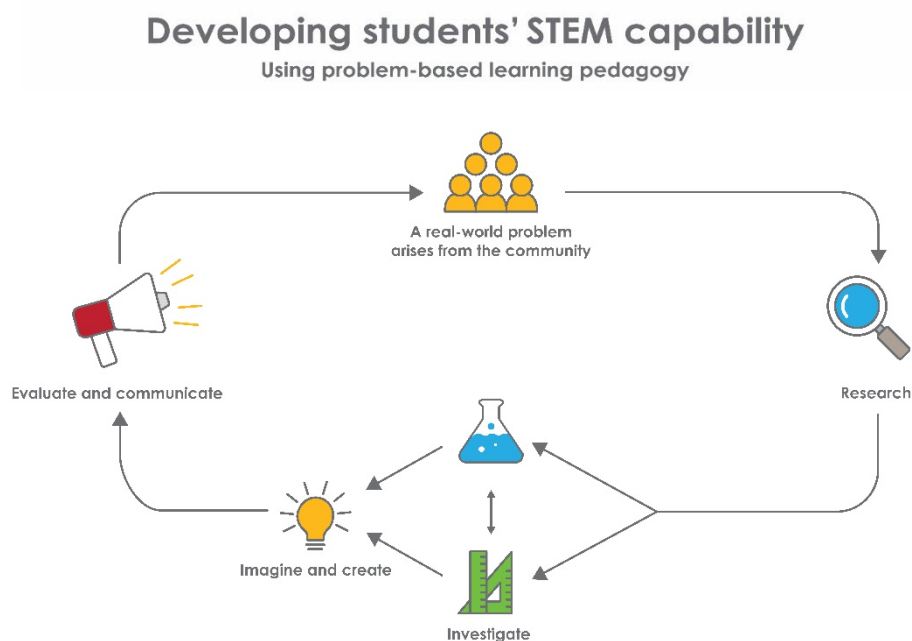 Developing students' STEM capability
Using problem-based learning pedagogy
A real-world problem
arises from the community
Research
Investigate
Imagine and create
Evaluate and communicate